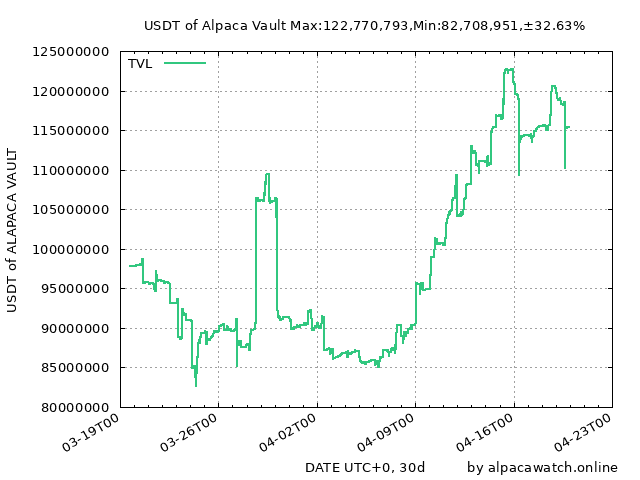 USDT of Alpaca Vault Max:122,770,793,Min:82,708,951,±32.63%
TVL
125000000
120000000
115000000
110000000
105000000
100000000
95000000
90000000
85000000
80000000
USDT of ALAPACA VAULT
03-19T00
03-26T00
04-02T00
04-09T00
04-16T00
04-23T00
DATE UTC+0, 30d
by alpacawatch.online